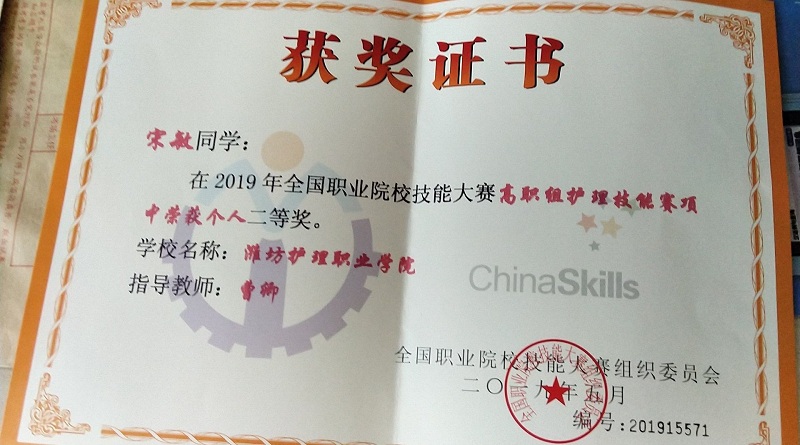 获奖证书
宋敏同学：
在2019年全国职业院校技能大赛高职组护理技能赛项
中荣获个人二等奖。
学校名称：潍坊护理职业学院
指导教师：曹卿
ChinaSkills
全国职业院校技能大赛组织委员会
二〇一九年五月
编号:201915571